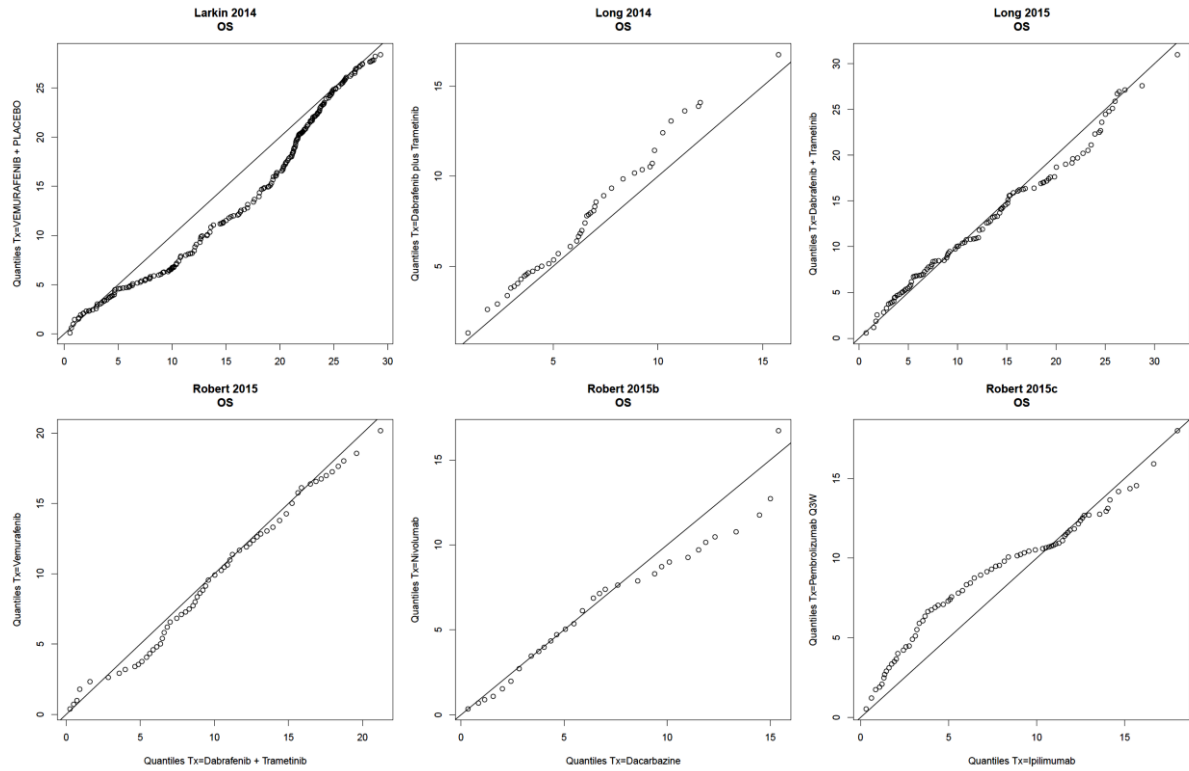 Larkin 2014
OS
Quantiles Tx=VEMURAFENIB + PLACEBO
0 5 10 15 20 25
0 5 10 15 20 25 30
Long 2014
OS
Quantiles Tx=Dabrafenib plus Trametinib
5 10 15
5 10 15
Long 2015
OS
Quantiles Tx=Dabrafenib + Trametinib
0 5 10 15 20 25 30
0 5 10 15 20 25 30
Robert 2015
OS
Quantiles Tx=Vemurafenib
0 5 10 15 20
0 5 10 15 20
Quantiles Tx=Dabrafenib + Trametinib
Robert 2015b
OS
Quantiles Tx=Nivolumab
0 5 10 15
0 5 10 15
Quantiles Tx=Dacarbazine
Robert 2015c
OS
Quantiles Tx=Pembrolizumab Q3W
0 5 10 15
0 5 10 15
Quantiles Tx=Ipilimumab